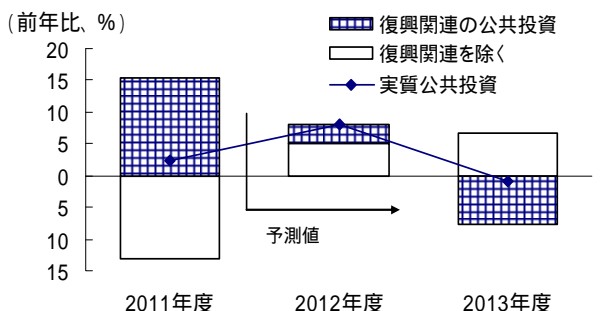 (前年比、%)
復興関連の公共投資
復興関連を除く
実質公共投資
20
15
10
5
0
5
10
15
予測値
2011年度
2012年度
2013年度